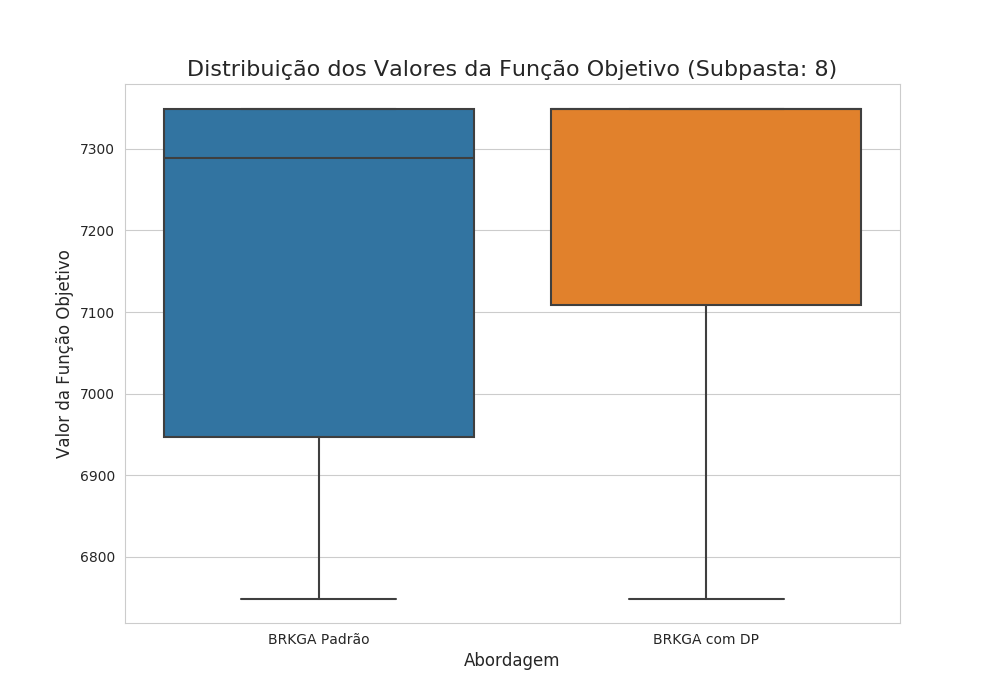 Distribuição dos Valores da Função Objetivo (Subpasta: 8)
Valor da Função Objetivo
7300
7200
7100
7000
6900
6800
BRKGA Padrão
BRKGA com DP
Abordagem